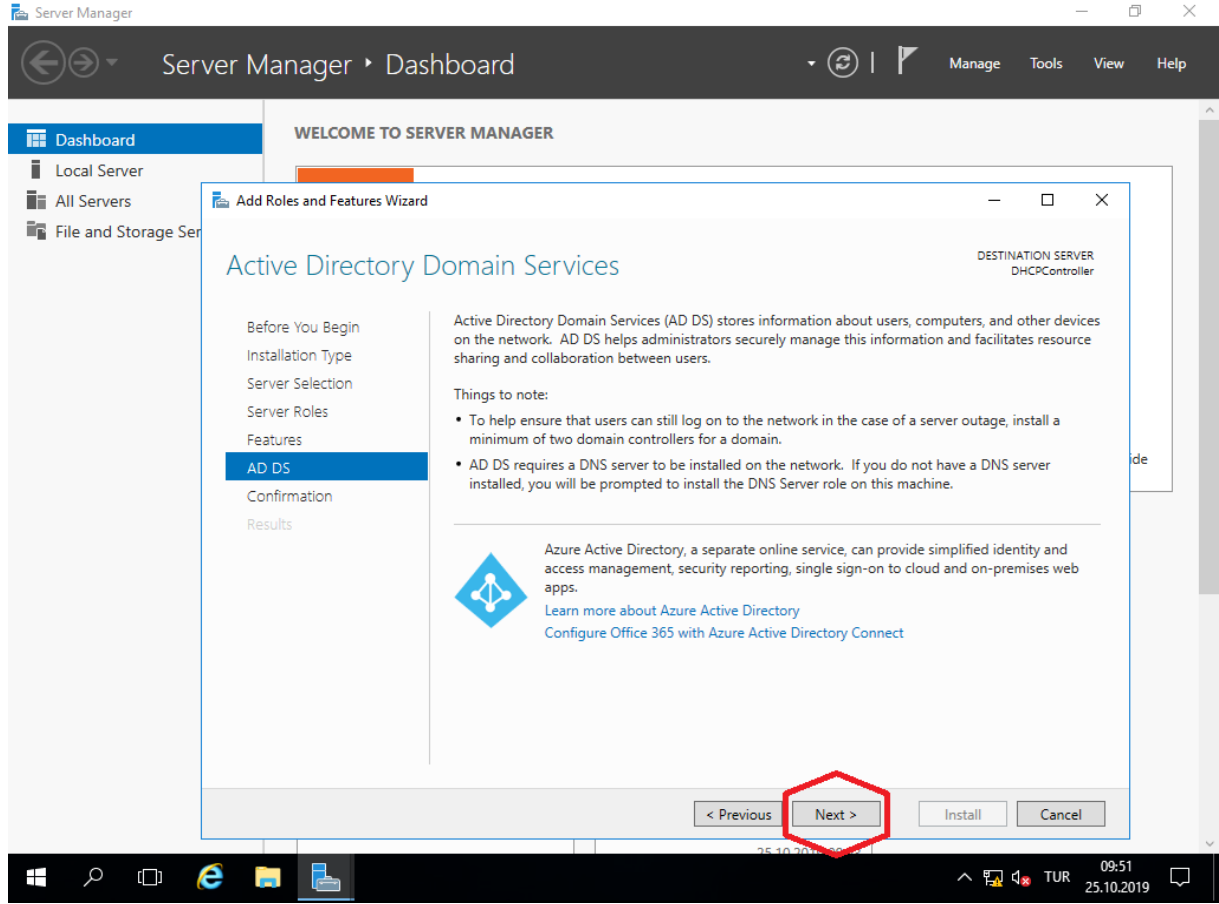 Server Manager
Server Manager • Dashboard
Manage Tools View Help
Dashboard
Local Server
All Servers
File and Storage Ser
WELCOME TO SERVER MANAGER
Add Roles and Features Wizard
Active Directory Domain Services
DESTINATION SERVER
DHCPController
Before You Begin
Installation Type
Server Selection
Server Roles
Features
AD DS
Confirmation
Results
Active Directory Domain Services (AD DS) stores information about users, computers, and other devices
on the network. AD DS helps administrators securely manage this information and facilitates resource
sharing and collaboration between users.
Things to note:
• To help ensure that users can still log on to the network in the case of a server outage, install a
minimum of two domain controllers for a domain.
• AD DS requires a DNS server to be installed on the network. If you do not have a DNS server
installed, you will be prompted to install the DNS Server role on this machine.
Azure Active Directory, a separate online service, can provide simplified identity and
access management, security reporting, single sign-on to cloud and on-premises web
apps.
Learn more about Azure Active Directory
Configure Office 365 with Azure Active Directory Connect
ide
< Previous Next > Install Cancel
TUR
09:51
25.10.2019